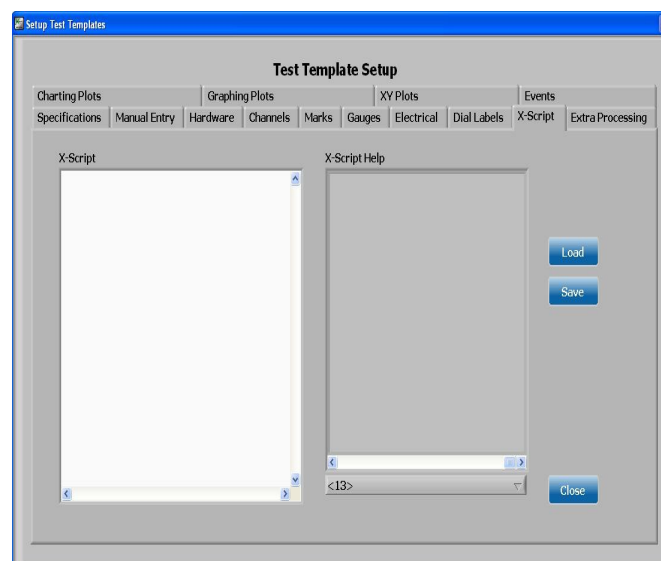 Setup Test Templates
Test Template Setup
Charting Plots Graphing Plots XY Plots Events
Specifications Manual Entry Hardware Channels Marks Gauges Electrical Dial Labels X-Script Extra Processing
X-Script X-Script Help
Load
Save
<13>
Close